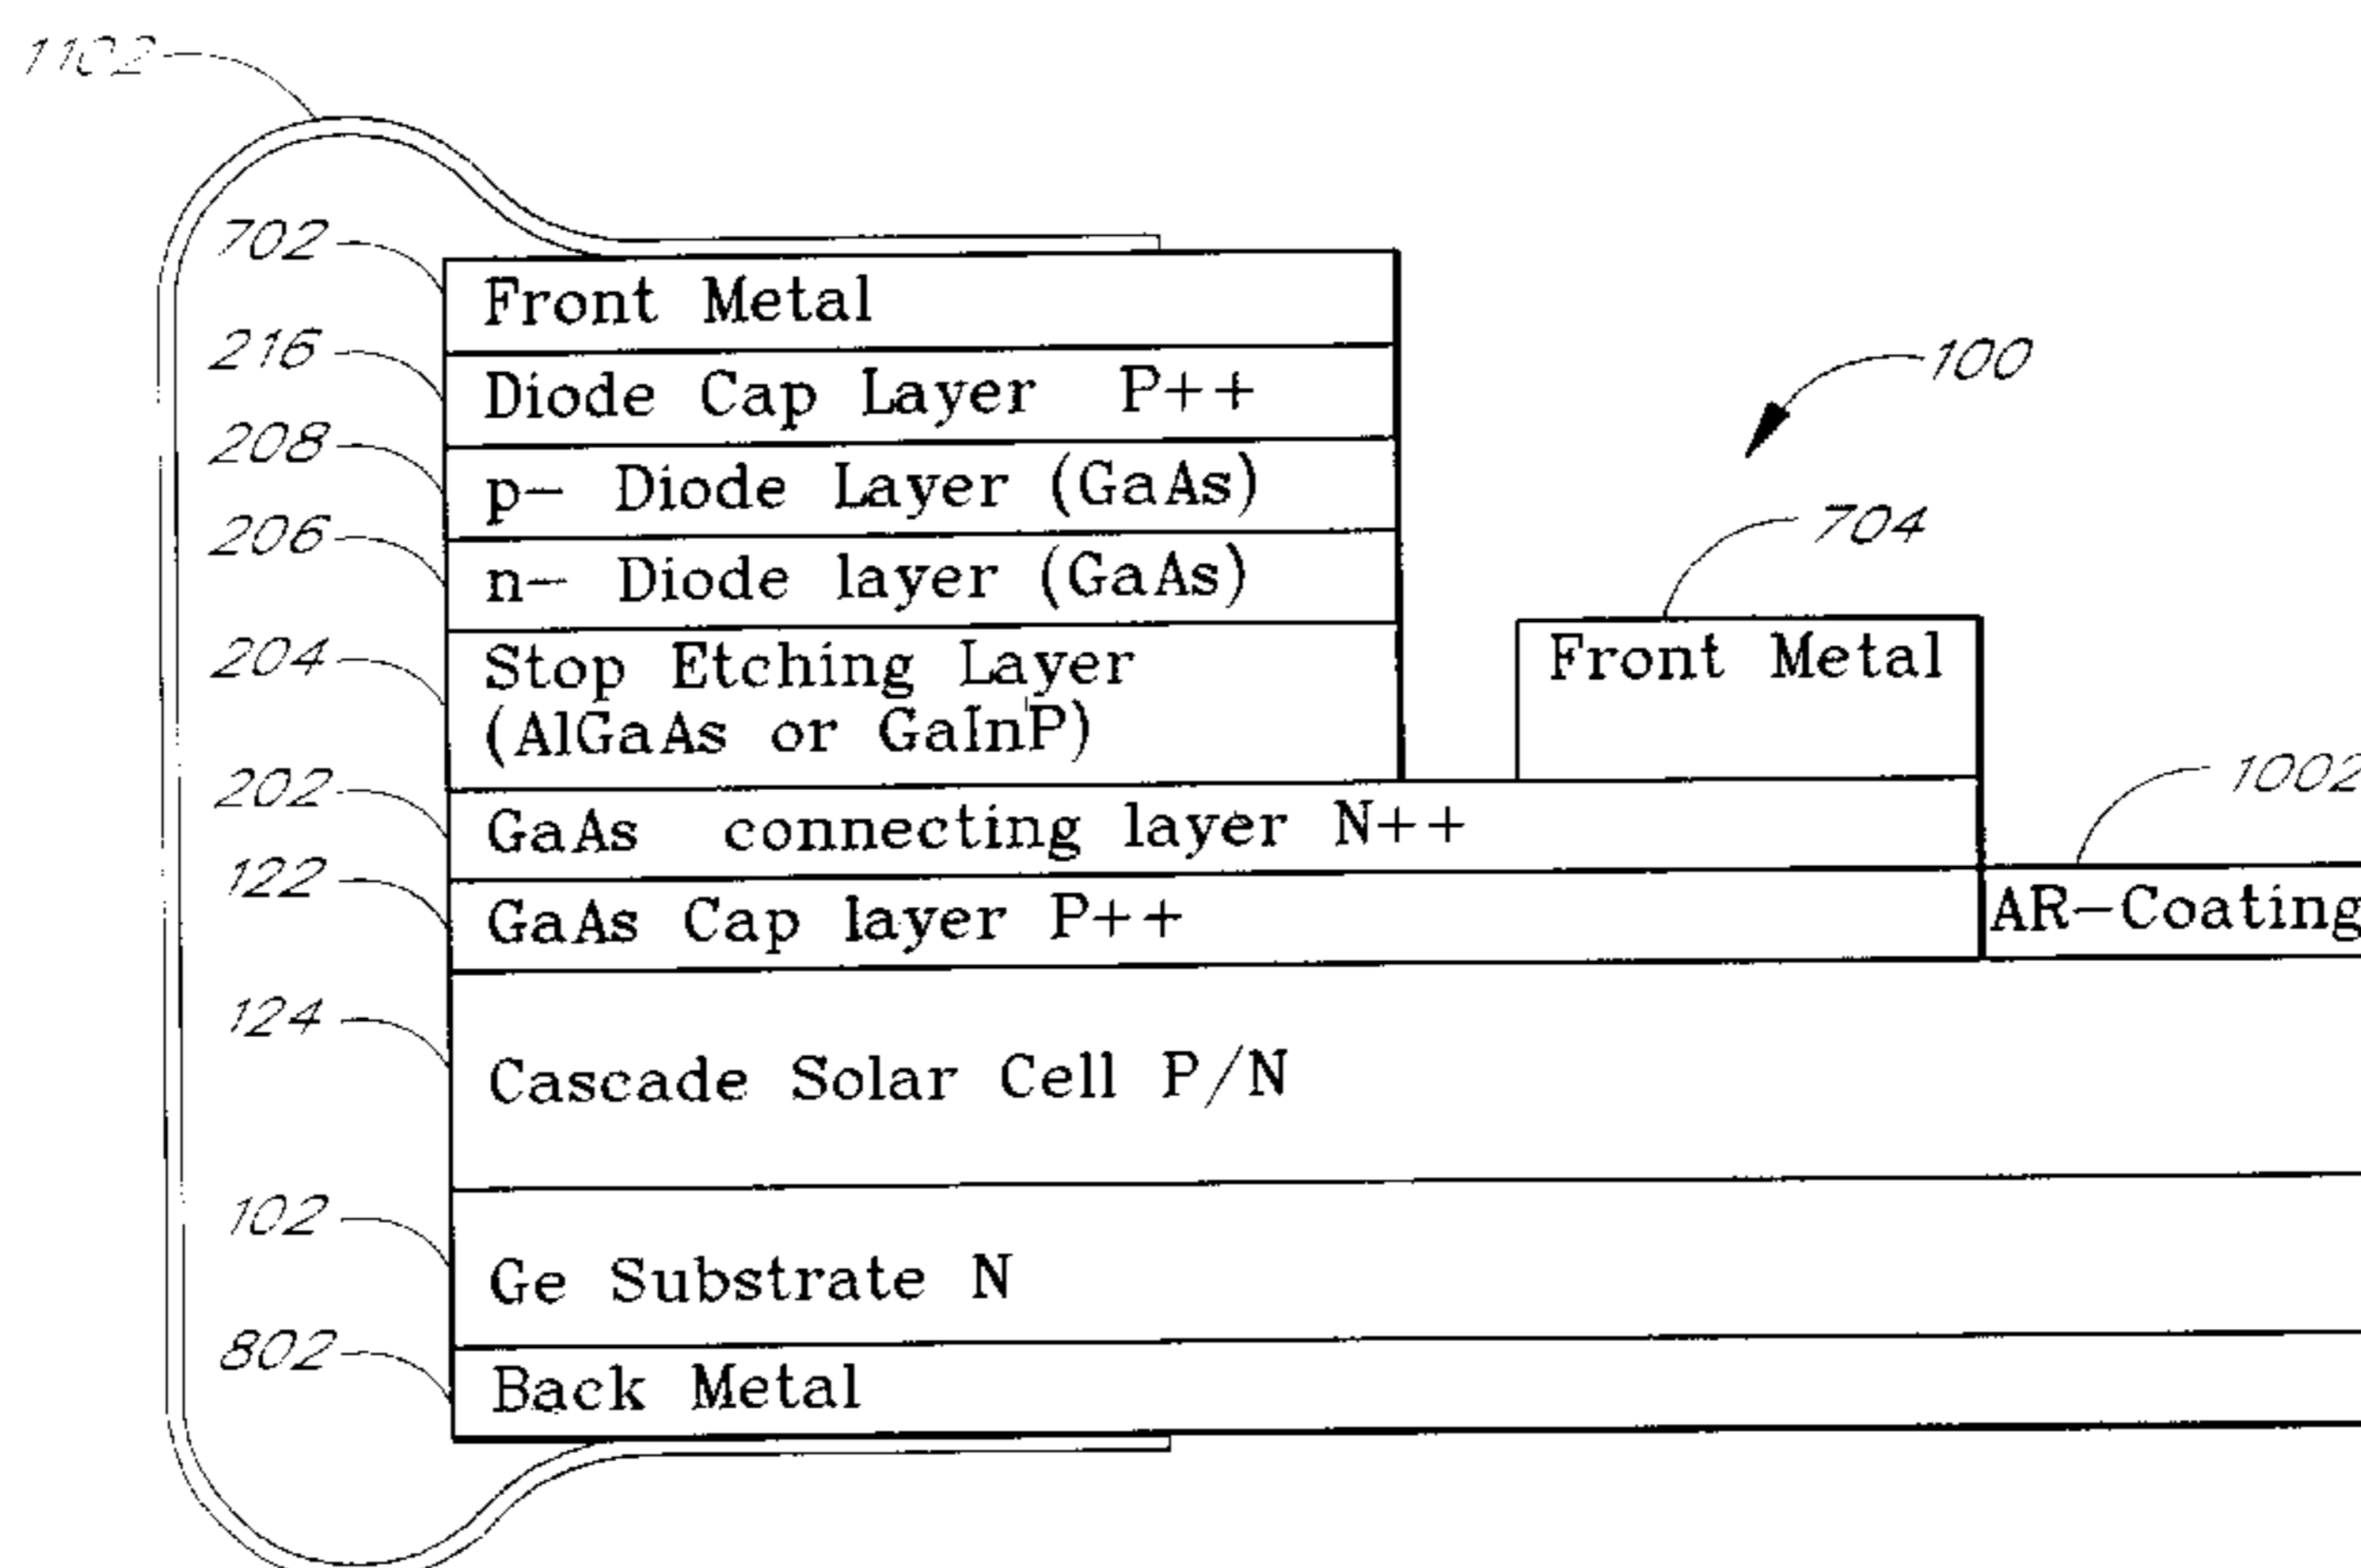 1102
702
Front Metal
216
Diode Cap Layer P++
100
208
p- Diode Layer (GaAs)
704
206
n- Diode layer (GaAs)
204
Stop Etching Layer
(AlGaAs or GaInP)
Front Metal
202
GaAs connecting layer N++
1002
122
GaAs Cap layer P++
AR-Coating
124
Cascade Solar Cell P/N
102
Ge Substrate N
802
Back Metal